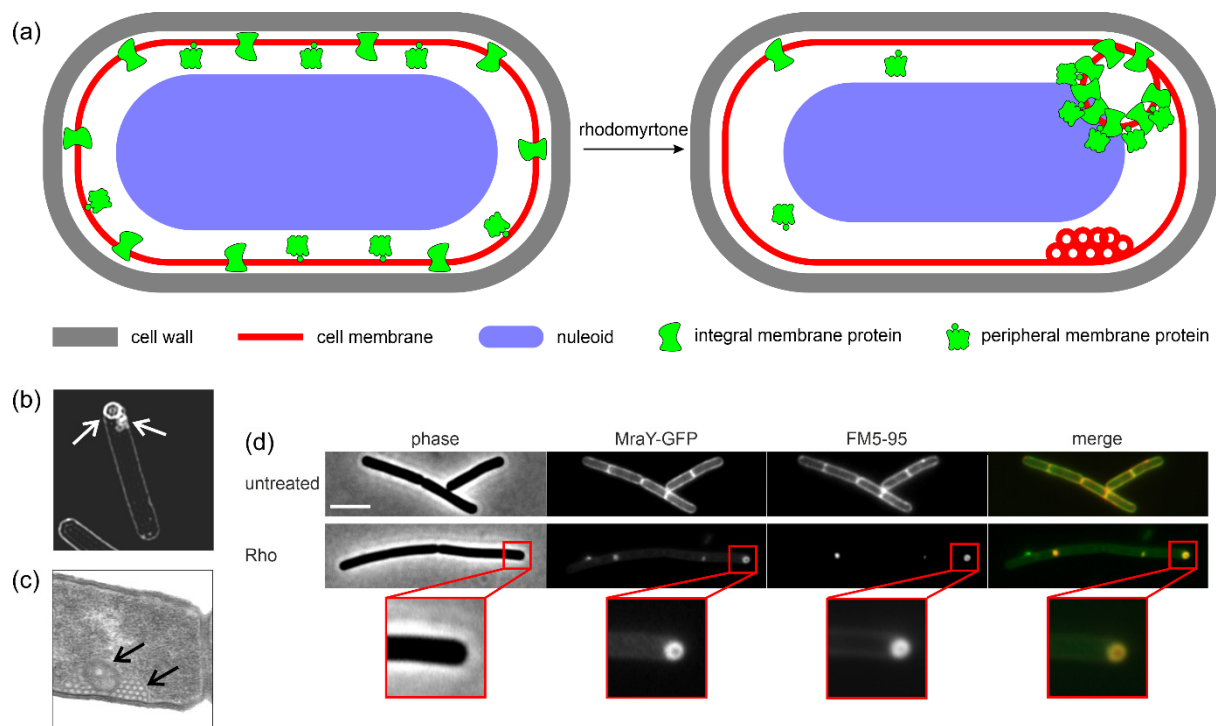 (a)
rhodomyrtone
cell wall
cell membrane
nuleoid
integral membrane protein
peripheral membrane protein
(b)
(c)
(d)
phase
MraY-GFP
FM5-95
merge
untreated
Rho